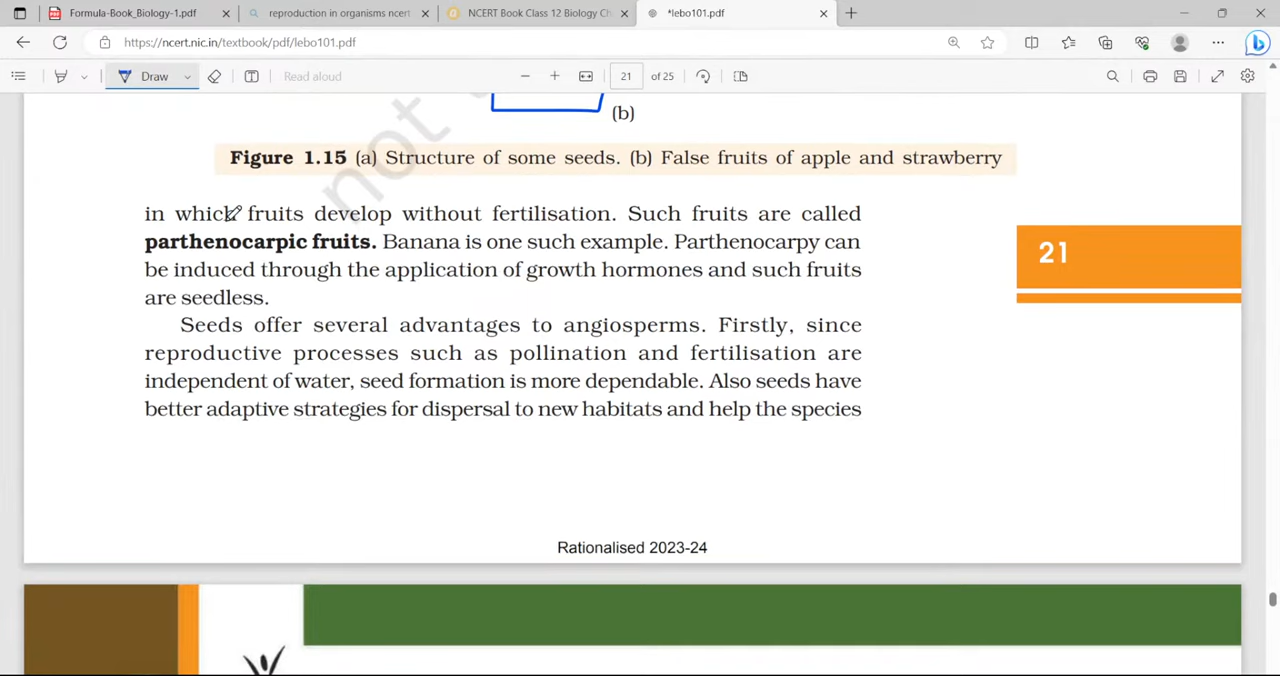 Formula-Book_Biology-1.pdf
reproduction in organisms ncert
NCERT Book Class 12 Biology Ch
*lebo101.pdf
https://ncert.nic.in/textbook/pdf/lebo101.pdf
Draw
Read aloud
21 of 25
(b)
not
Figure 1.15 (a) Structure of some seeds. (b) False fruits of apple and strawberry
in which fruits develop without fertilisation. Such fruits are called
parthenocarpic fruits. Banana is one such example. Parthenocarpy can
be induced through the application of growth hormones and such fruits
are seedless.
21
Seeds offer several advantages to angiosperms. Firstly, since
reproductive processes such as pollination and fertilisation are
independent of water, seed formation is more dependable. Also seeds have
better adaptive strategies for dispersal to new habitats and help the species
Rationalised 2023-24